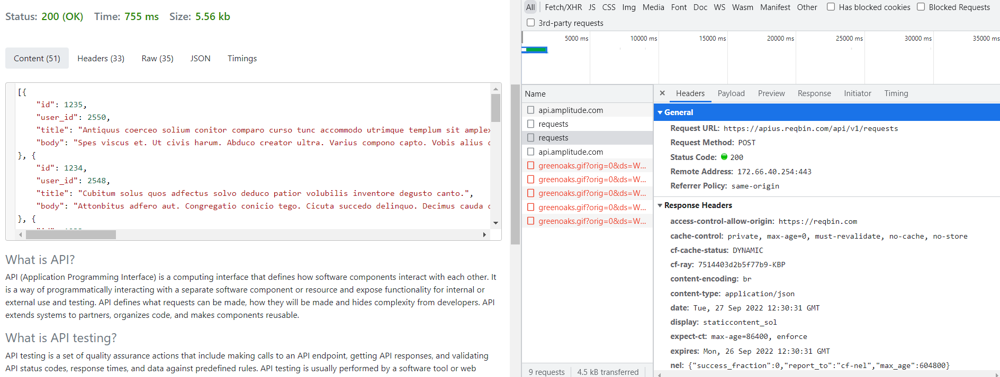 Status: 200 (OK) Time: 755 ms Size: 5.56 kb
Content (51) Headers (33) Raw (35) JSON Timings
[{
"id": 1235,
"user_id": 2550,
"title": "Antiquus coerceo solium conitor comparo curso tunc accommodo utrimque templum sit amplex
"body": "Spes viscus et. Ut civis harum. Abduco creator ultra. Varius compono capto. Vobis alius
}, {
"id": 1234,
"user_id": 2548,
"title": "Cubitum solus quos adfectus solvo deduco patior volubilis inventore degusto canto.",
"body": "Attonbitus adfero aut. Congregatio conicio tego. Cicuta succedo delinquo. Decimus cauda
}, {
What is API?
API (Application Programming Interface) is a computing interface that defines how software components interact with each other. It
is a way of programmatically interacting with a separate software component or resource and expose functionality for internal or
external use and testing. API defines what requests can be made, how they will be made and hides complexity from developers. API
extends systems to partners, organizes code, and makes components reusable.
What is API testing?
API testing is a set of quality assurance actions that include making calls to an API endpoint, getting API responses, and validating
API status codes, response times, and data against predefined rules. API testing is usually performed by a software tool or web
All Fetch/XHR JS CSS Img Media Font Doc WS Wasm Manifest Other Has blocked cookies Blocked Requests
3rd-party requests
5000 ms 10000 ms 15000 ms 20000 ms 25000 ms 30000 ms 35000 ms
Name
api.amplitude.com
requests
requests
api.amplitude.com
greenoaks.gif?orig=0&ds=W...
greenoaks.gif?orig=0&ds=W...
greenoaks.gif?orig=0&ds=W...
greenoaks.gif?orig=0&ds=W...
greenoaks.gif?orig=0&ds=W...
9 requests 4.5 kB transferred
× Headers Payload Preview Response Initiator Timing
General
Request URL: https://apius.reqbin.com/api/v1/requests
Request Method: POST
Status Code: 200
Remote Address: 172.66.40.254:443
Referrer Policy: same-origin
Response Headers
access-control-allow-origin: https://reqbin.com
cache-control: private, max-age=0, must-revalidate, no-cache, no-store
cf-cache-status: DYNAMIC
cf-ray: 7514403d2b5f77b9-KBP
content-encoding: br
content-type: application/json
date: Tue, 27 Sep 2022 12:30:31 GMT
display: staticcontent_sol
expect-ct: max-age=86400, enforce
expires: Mon, 26 Sep 2022 12:30:31 GMT
nel: {"success_fraction":0,"report_to":"cf-nel","max_age":604800}